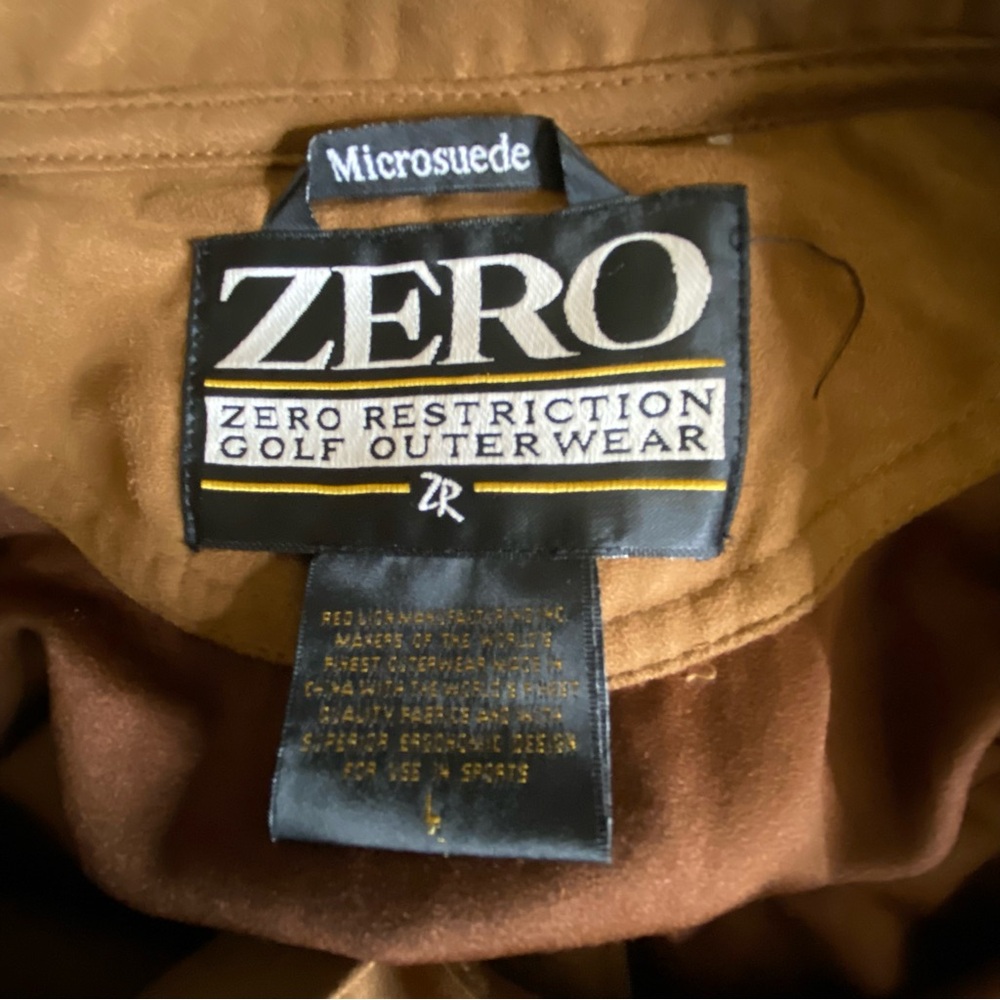 Microsuede
ZERO
ZERO RESTRICTION
GOLF OUTERWEAR
ZR
RED LION MANUFACTURING INC.
MAKERS OF THE WORLD'S
FINEST OUTERWEAR MADE IN
CHINA WITH THE WORLD'S FINEST
QUALITY FABRICS AND WITH
SUPERIOR ERGONOMIC DESIGN
FOR USE IN SPORTS
L